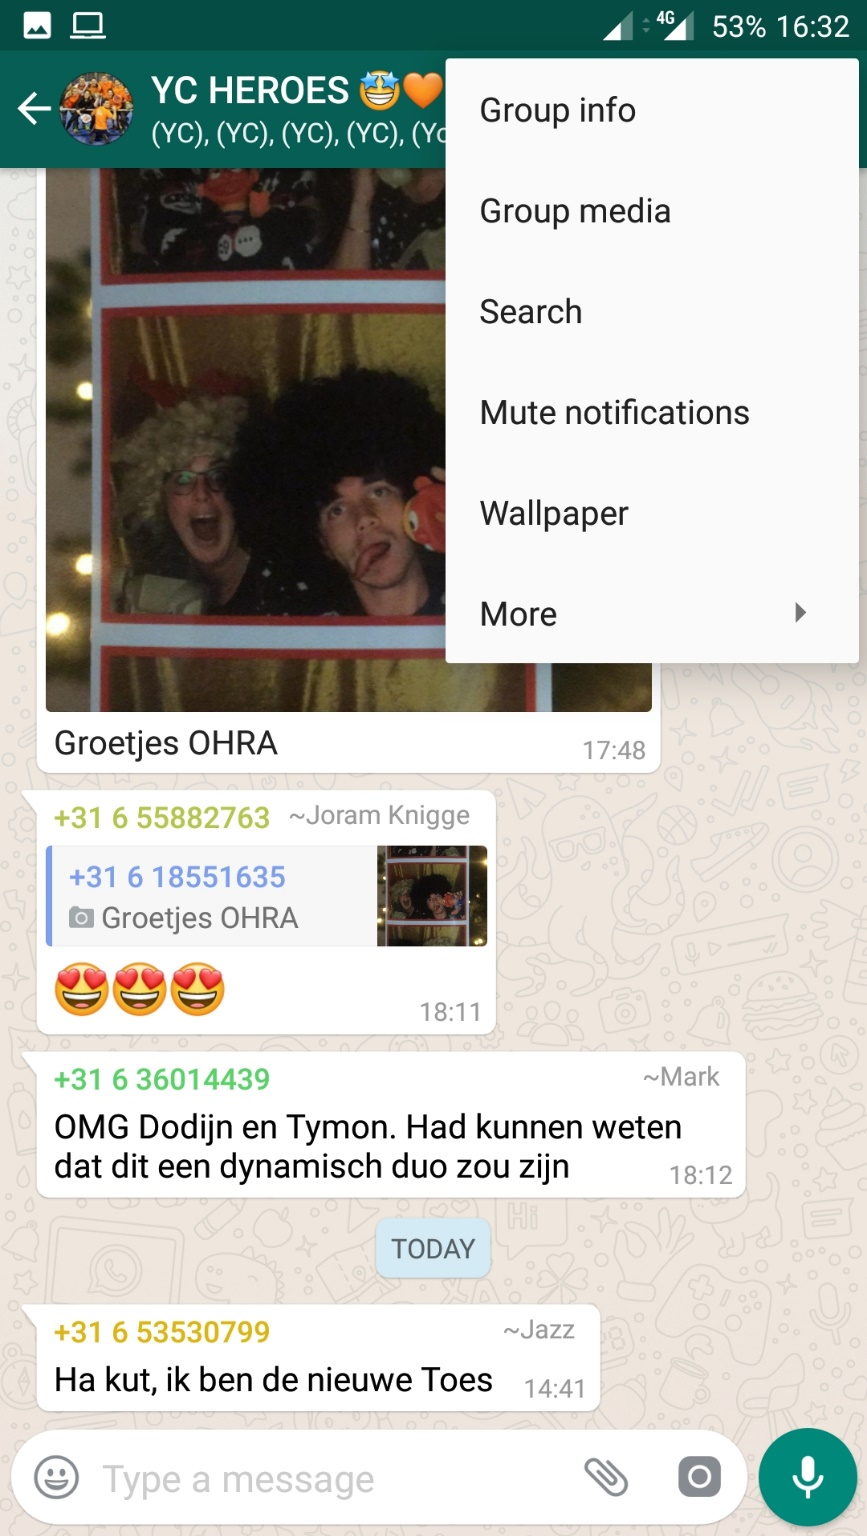 4G 53% 16:32
YC HEROES 🤩🧡
(YC), (YC), (YC), (YC), (Yc
Group info
Group media
Search
Mute notifications
Wallpaper
More
Groetjes OHRA 17:48
+31 6 55882763 ~Joram Knigge
+31 6 18551635
Groetjes OHRA
😍😍😍 18:11
+31 6 36014439 ~Mark
OMG Dodijn en Tymon. Had kunnen weten
dat dit een dynamisch duo zou zijn 18:12
TODAY
+31 6 53530799 ~Jazz
Ha kut, ik ben de nieuwe Toes 14:41
Type a message